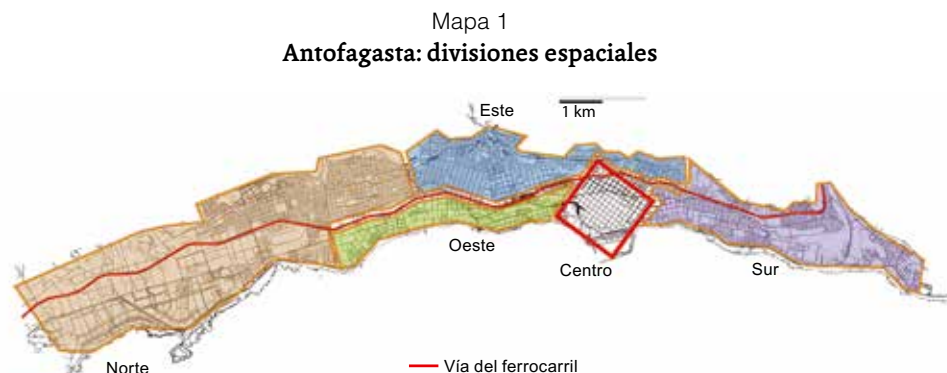 Mapa 1
Antofagasta: divisiones espaciales
Este
1 km
Oeste
Centro
Sur
Norte
Vía del ferrocarril